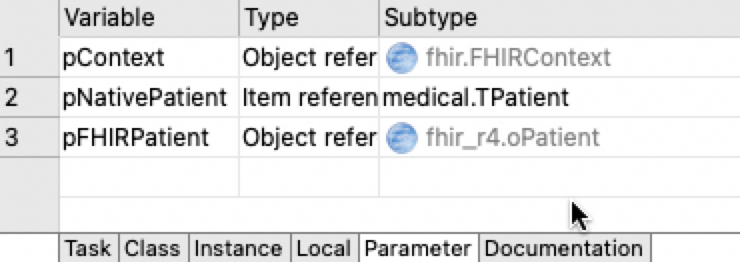 Variable Type Subtype
1 pContext Object refer fhir.FHIRContext
2 pNativePatient Item referen medical.TPatient
3 pFHIRPatient Object refer fhir_r4.oPatient
Task Class Instance Local Parameter Documentation